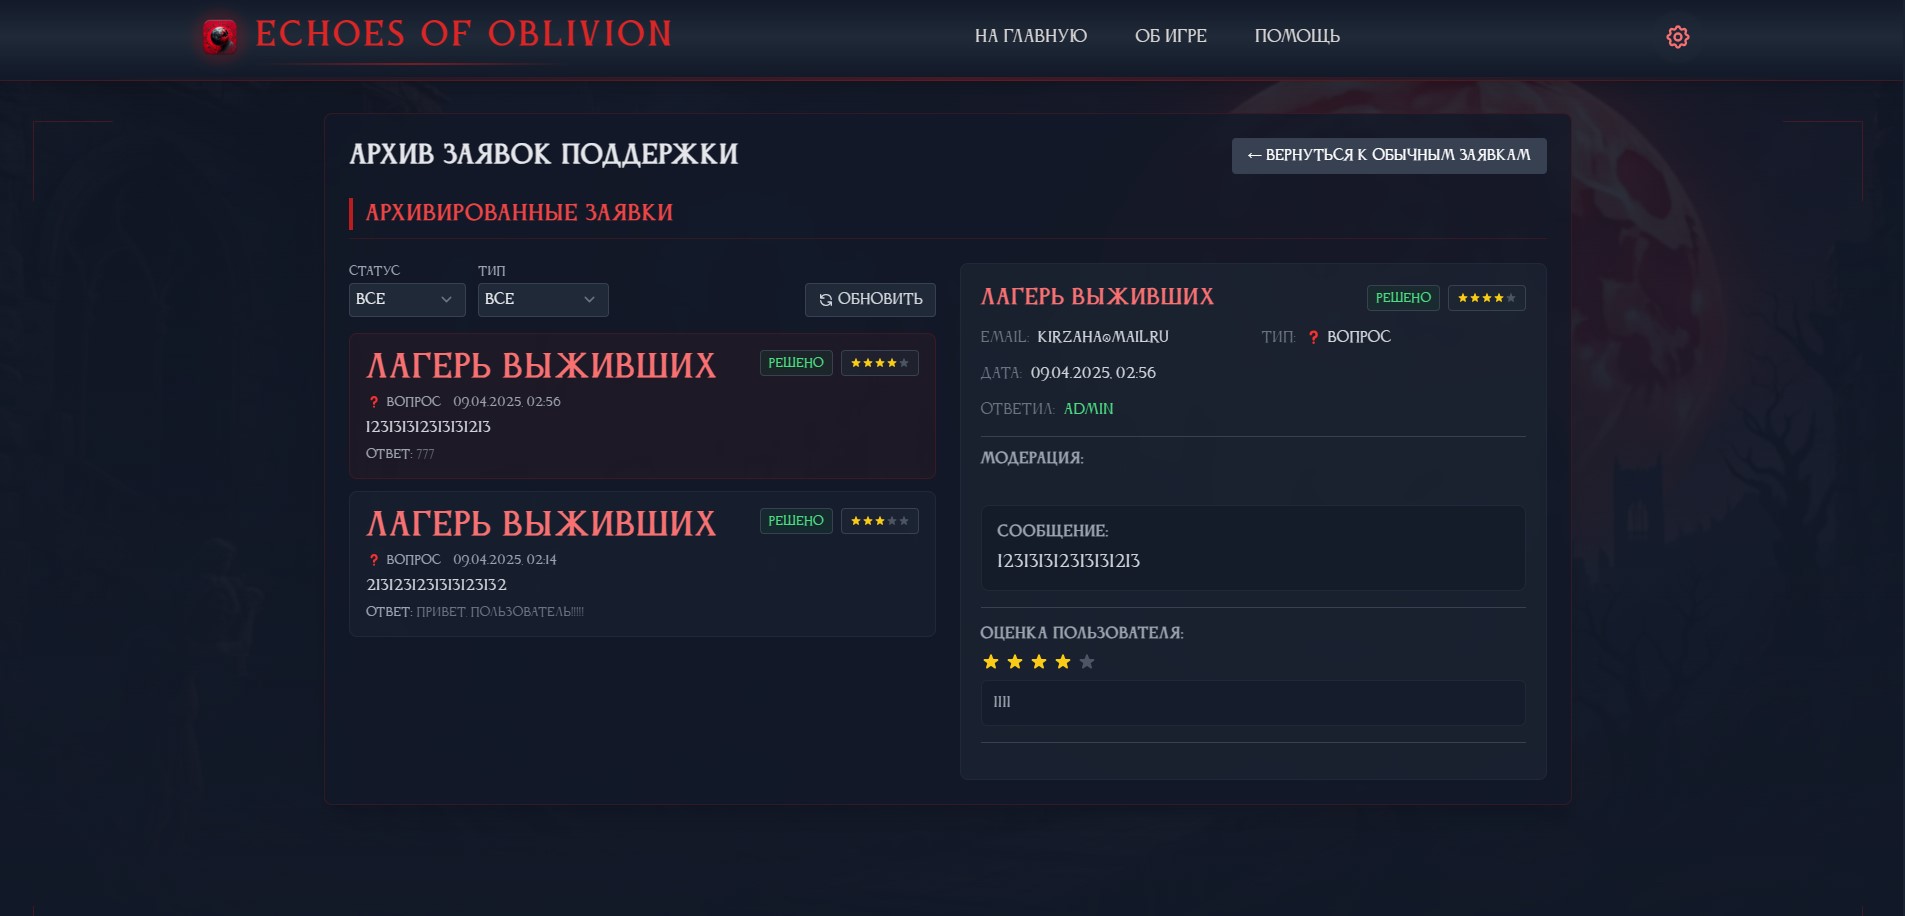 ECHOES OF OBLIVION
НА ГЛАВНУЮ ОБ ИГРЕ ПОМОЩЬ
АРХИВ ЗАЯВОК ПОДДЕРЖКИ
← ВЕРНУТЬСЯ К ОБЫЧНЫМ ЗАЯВКАМ
АРХИВИРОВАННЫЕ ЗАЯВКИ
СТАТУС ТИП
ВСЕ ВСЕ ОБНОВИТЬ
ЛАГЕРЬ ВЫЖИВШИХ РЕШЕНО
❓ ВОПРОС 09.04.2025, 02:56
12313131231313121З
ОТВЕТ: 777
ЛАГЕРЬ ВЫЖИВШИХ РЕШЕНО
❓ ВОПРОС 09.04.2025, 02:14
2131231231313123132
ОТВЕТ: ПРИВЕТ, ПОЛЬЗОВАТЕЛЬ!!!!!
ЛАГЕРЬ ВЫЖИВШИХ РЕШЕНО
EMAIL: KIRZAHA@MAIL.RU ТИП: ❓ ВОПРОС
ДАТА: 09.04.2025, 02:56
ОТВЕТИЛ: ADMIN
МОДЕРАЦИЯ:
СООБЩЕНИЕ:
123131312313131213
ОЦЕНКА ПОЛЬЗОВАТЕЛЯ:
1111